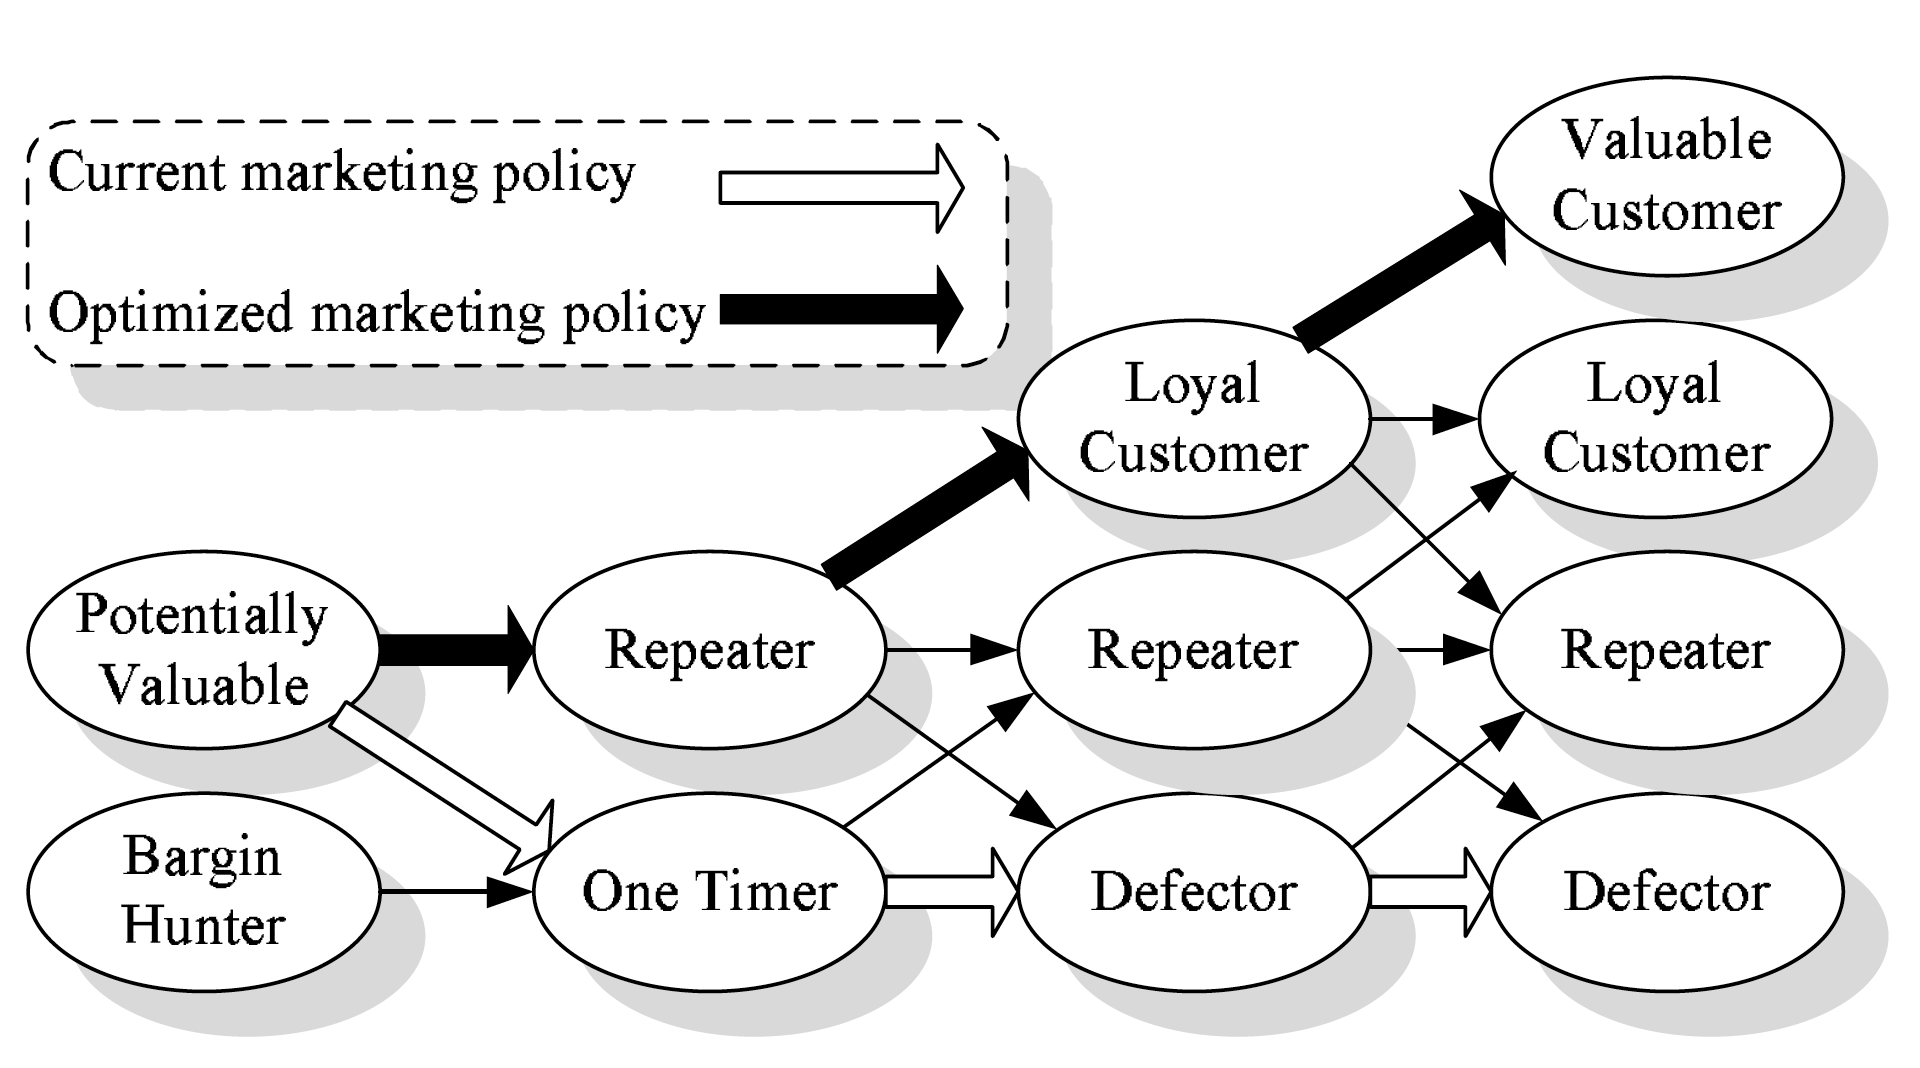 Current marketing policy
Optimized marketing policy
Valuable
Customer
Loyal
Customer
Loyal
Customer
Potentially
Valuable
Repeater
Repeater
Repeater
Bargin
Hunter
One Timer
Defector
Defector